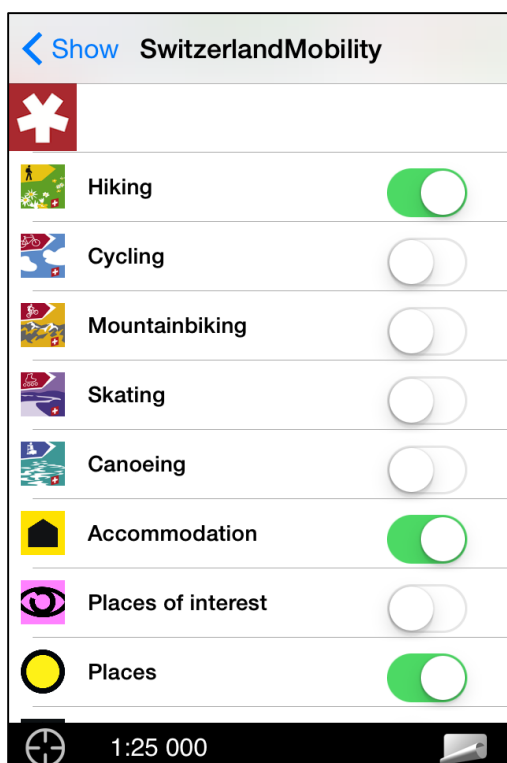 Show SwitzerlandMobility
Hiking
Cycling
Mountainbiking
Skating
Canoeing
Accommodation
Places of interest
Places
1:25 000